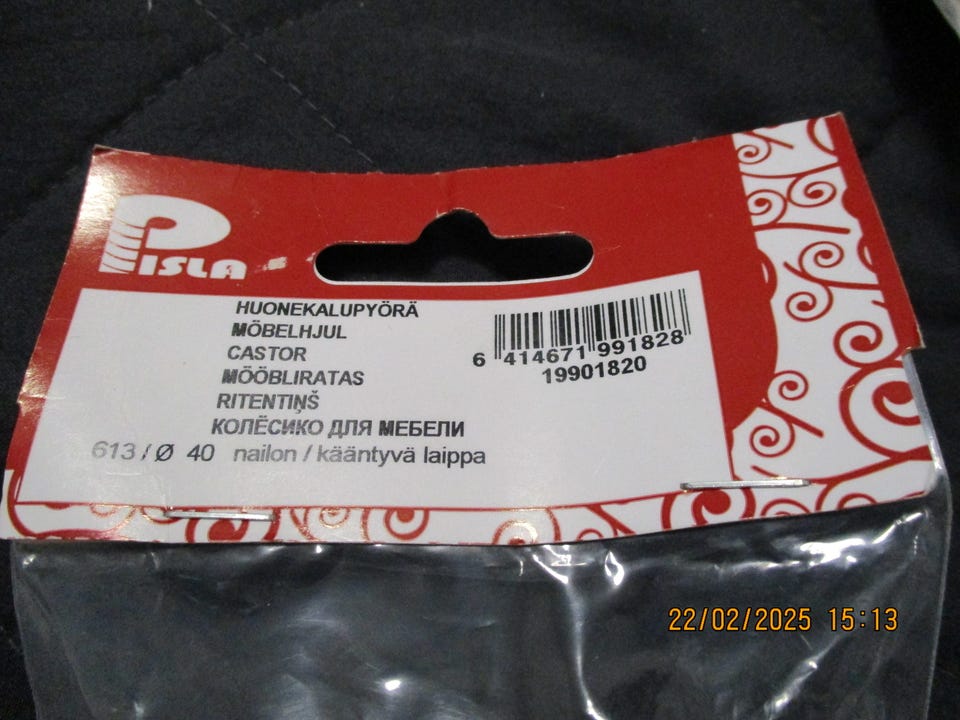 PISLA
HUONEKALUPYÖRÄ
MÖBELHJUL
CASTOR
MÖÖBLIRATAS
RITENTIŅŠ
КОЛЁСИКО ДЛЯ МЕБЕЛИ
613 / Ø 40 nailon / kääntyvä laippa
6 414671 991828
19901820
22/02/2025 15:13